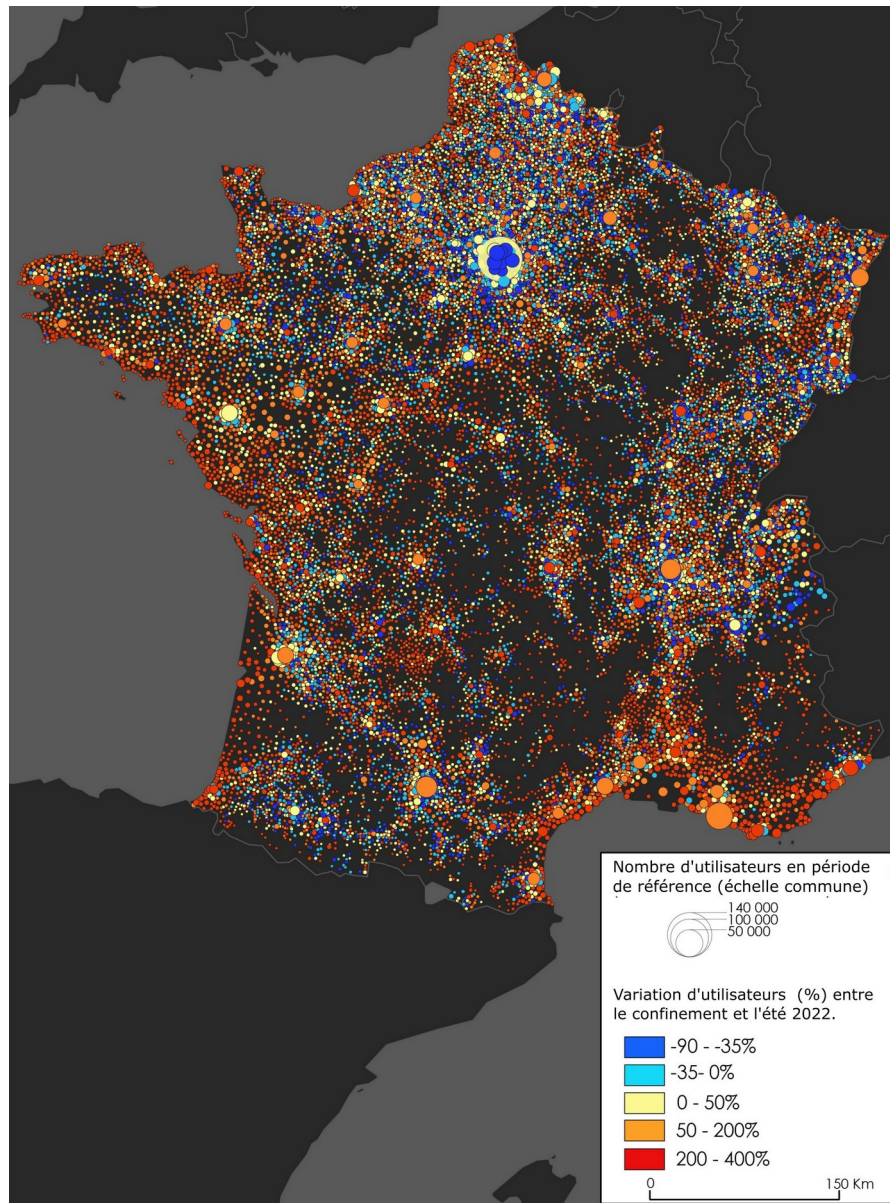 Nombre d'utilisateurs en période
de référence (échelle commune)
140 000
100 000
50 000
Variation d'utilisateurs (%) entre
le confinement et l'été 2022.
-90 - -35%
-35- 0%
0 - 50%
50 - 200%
200 - 400%
0 150 Km